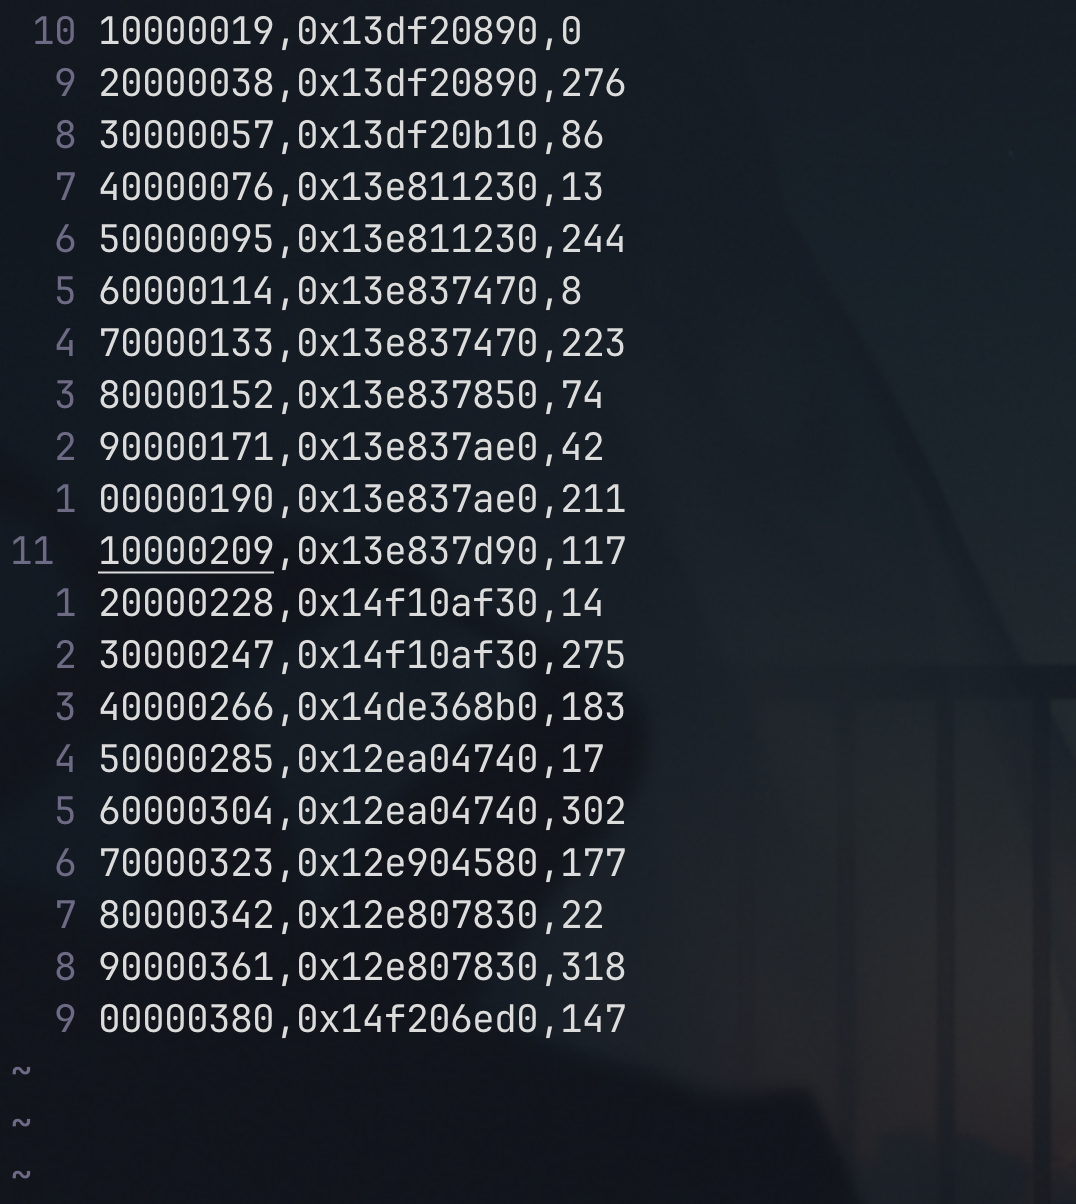 10 10000019,0x13df20890,0
9 20000038,0x13df20890,276
8 30000057,0x13df20b10,86
7 40000076,0x13e811230,13
6 50000095,0x13e811230,244
5 60000114,0x13e837470,8
4 70000133,0x13e837470,223
3 80000152,0x13e837850,74
2 90000171,0x13e837ae0,42
1 00000190,0x13e837ae0,211
11 10000209,0x13e837d90,117
1 20000228,0x14f10af30,14
2 30000247,0x14f10af30,275
3 40000266,0x14de368b0,183
4 50000285,0x12ea04740,17
5 60000304,0x12ea04740,302
6 70000323,0x12e904580,177
7 80000342,0x12e807830,22
8 90000361,0x12e807830,318
9 00000380,0x14f206ed0,147
~
~
~